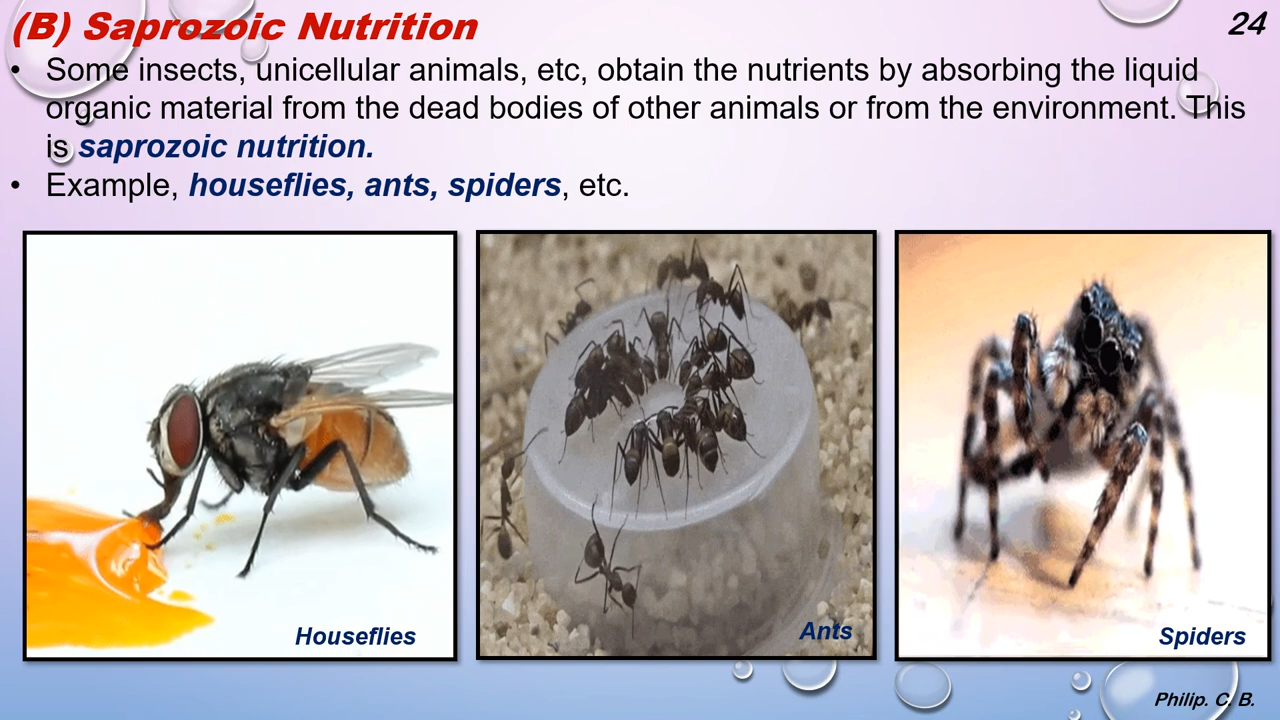 (B) Saprozoic Nutrition
24
• Some insects, unicellular animals, etc, obtain the nutrients by absorbing the liquid
organic material from the dead bodies of other animals or from the environment. This
is saprozoic nutrition.
• Example, houseflies, ants, spiders, etc.
Houseflies
Ants
Spiders
Philip. C. B.